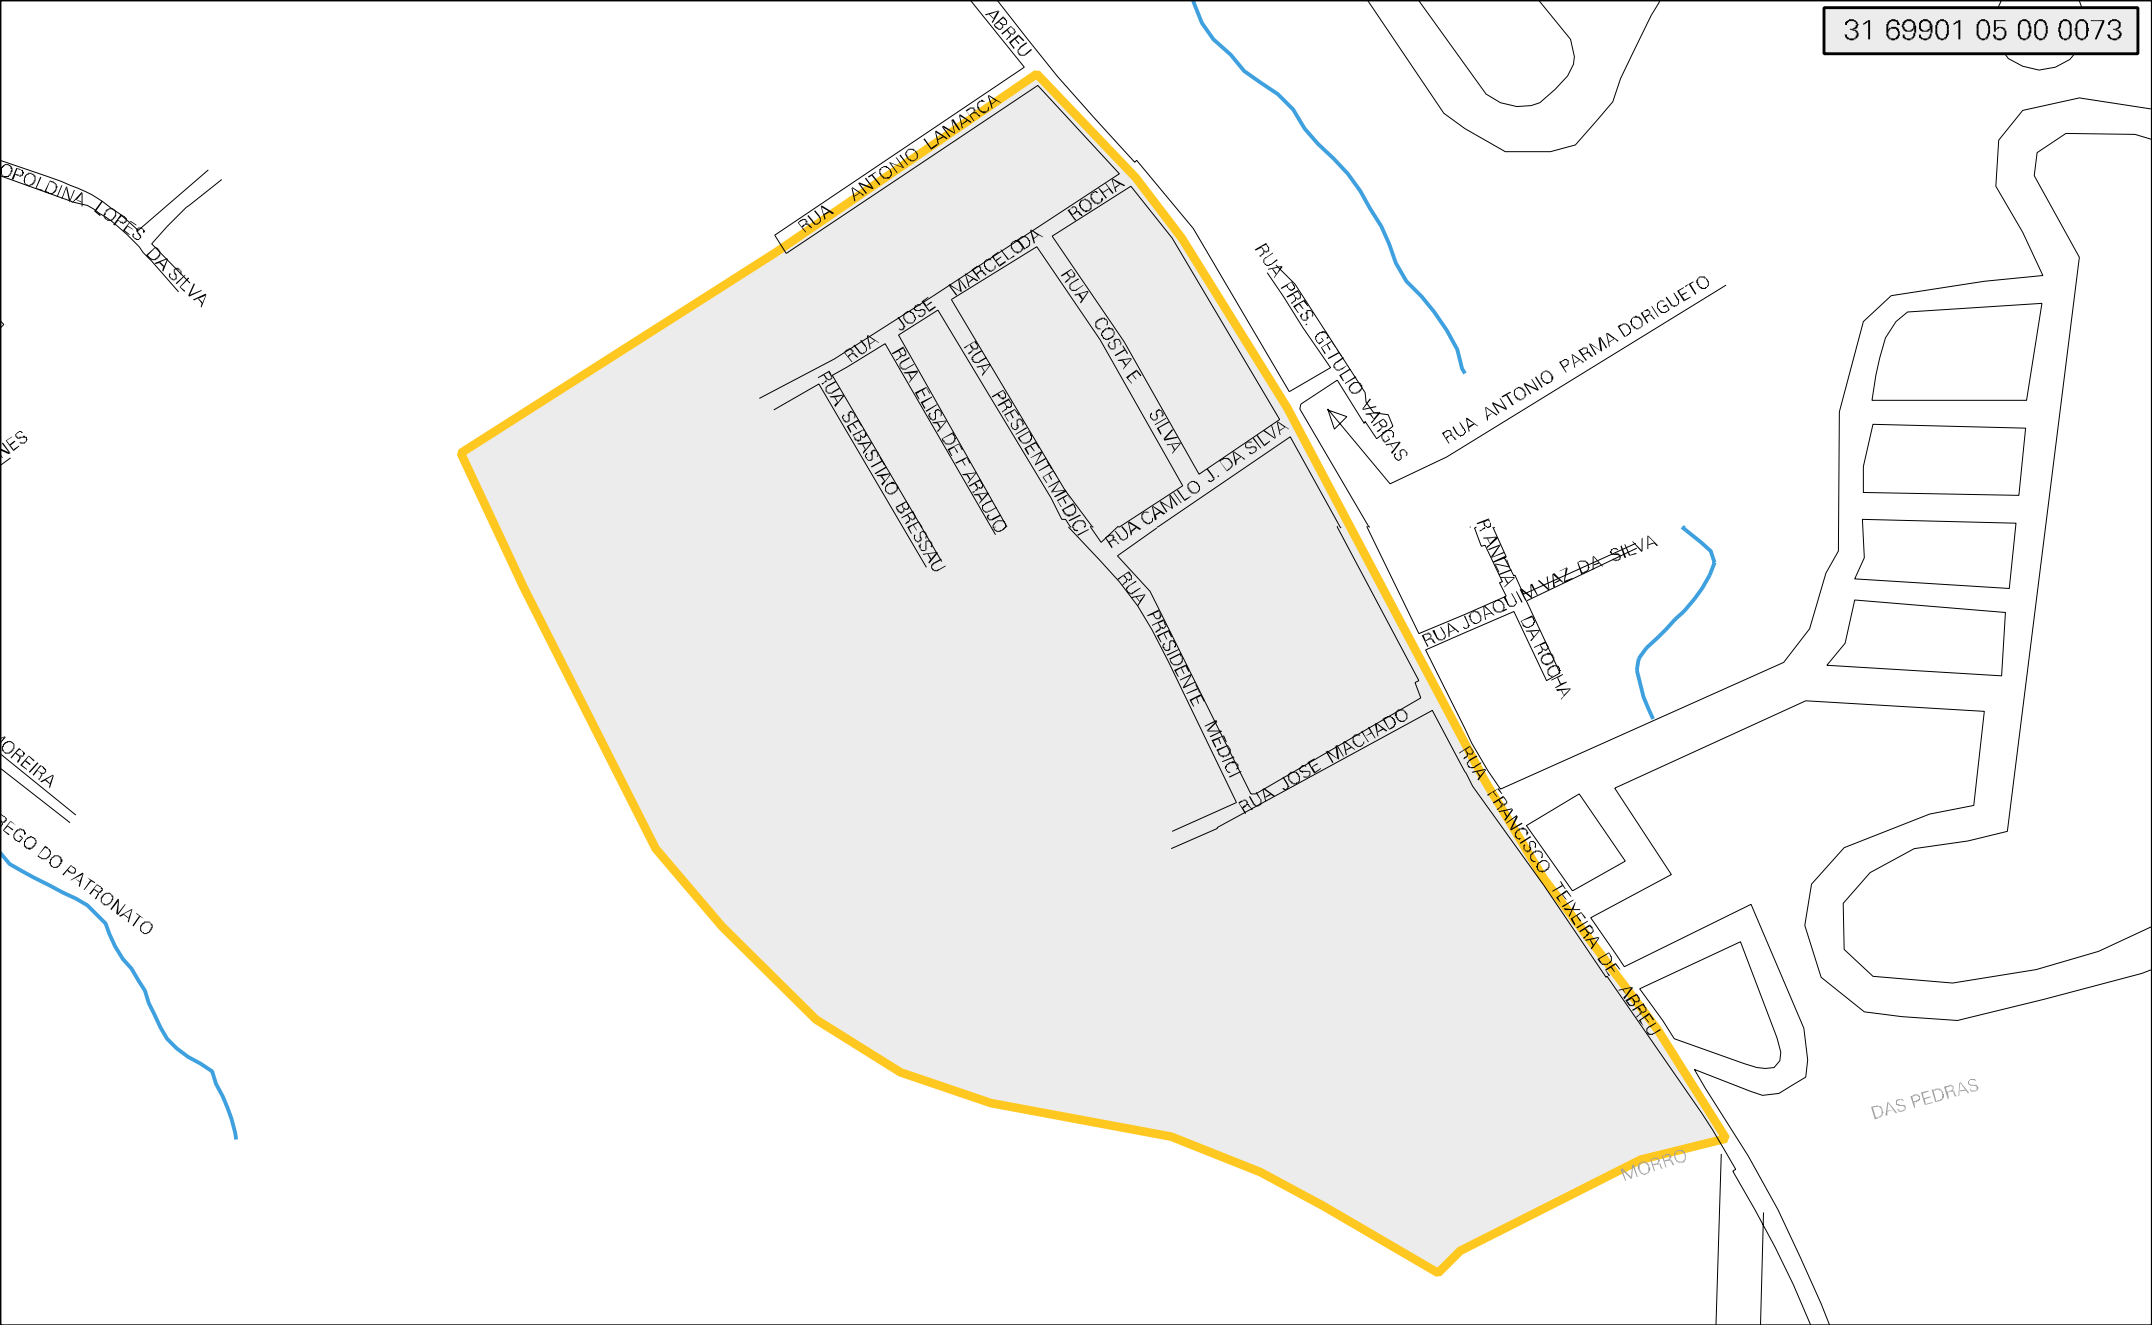 31 69901 05 00 0073
ABREU
RUA ANTONIO LAMARCA
OPOLDINA LOPES DA SILVA
RUA JOSE MARCELO DA ROCHA
RUA PRES. GETULIO VARGAS
RUA COSTA E SILVA
RUA ANTONIO PARMA DORIGUETO
RUA PRESIDENTE MEDICI
RUA ELISA DE F ARAUJO
RUA SEBASTIAO BRESSAU
RUA CAMILO J. DA SILVA
VES
R ANIZIA DA ROCHA
RUA JOAQUIM VAZ DA SILVA
RUA PRESIDENTE MEDICI
RUA JOSE MACHADO
OREIRA
REGO DO PATRONATO
RUA FRANCISCO TEIXEIRA DE ABREU
DAS PEDRAS
MORRO